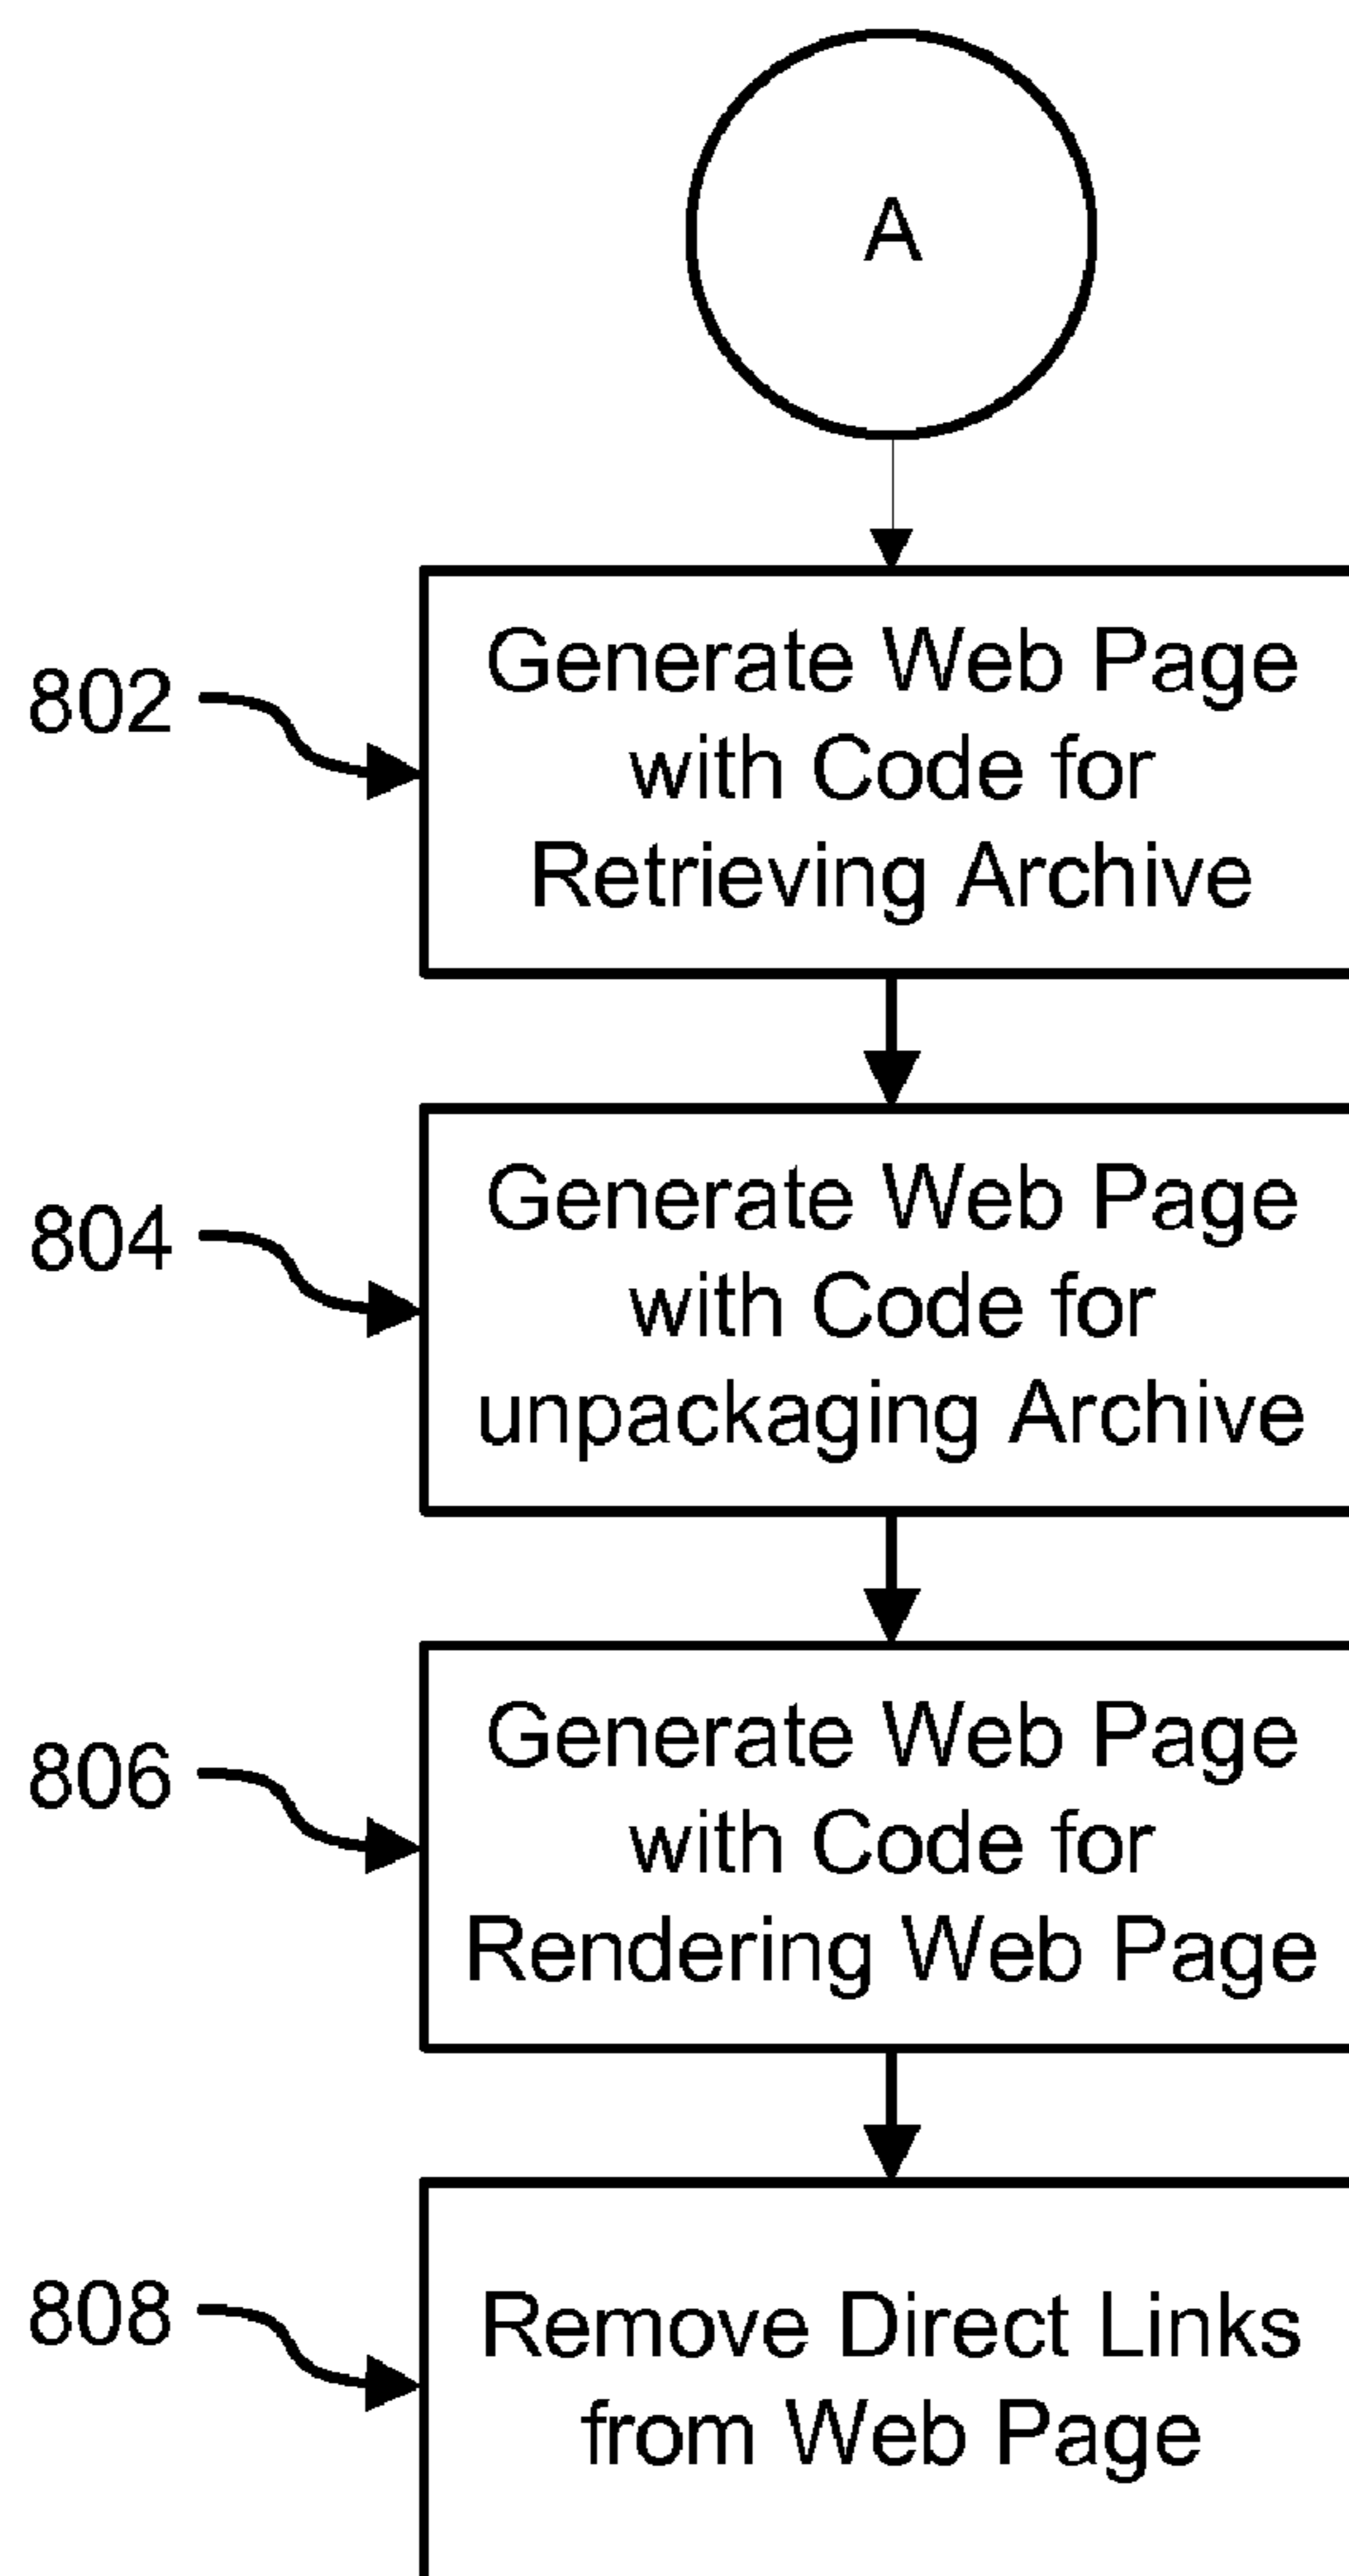 A
802
Generate Web Page
with Code for
Retrieving Archive
804
Generate Web Page
with Code for
unpackaging Archive
806
Generate Web Page
with Code for
Rendering Web Page
808
Remove Direct Links
from Web Page